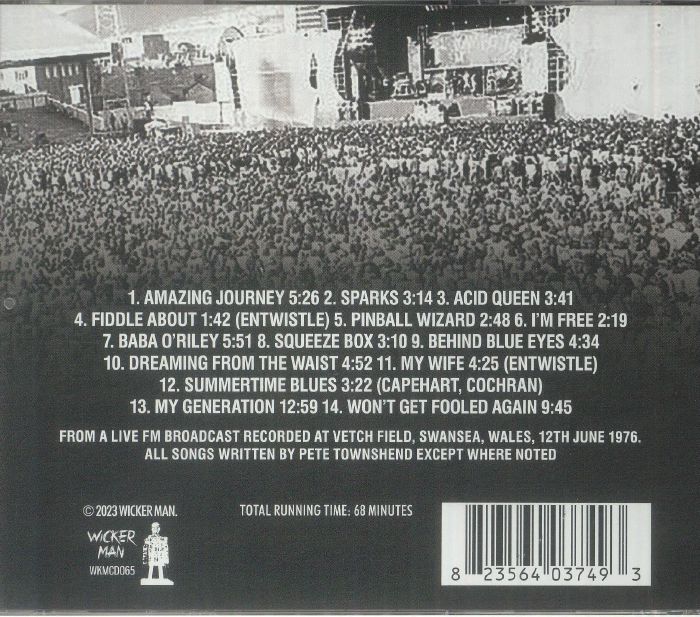 1. AMAZING JOURNEY 5:26 2. SPARKS 3:14 3. ACID QUEEN 3:41
4. FIDDLE ABOUT 1:42 (ENTWISTLE) 5. PINBALL WIZARD 2:48 6. I'M FREE 2:19
7. BABA O'RILEY 5:51 8. SQUEEZE BOX 3:10 9. BEHIND BLUE EYES 4:34
10. DREAMING FROM THE WAIST 4:52 11. MY WIFE 4:25 (ENTWISTLE)
12. SUMMERTIME BLUES 3:22 (CAPEHART, COCHRAN)
13. MY GENERATION 12:59 14. WON'T GET FOOLED AGAIN 9:45
FROM A LIVE FM BROADCAST RECORDED AT VETCH FIELD, SWANSEA, WALES, 12TH JUNE 1976.
ALL SONGS WRITTEN BY PETE TOWNSHEND EXCEPT WHERE NOTED
© 2023 WICKER MAN.
TOTAL RUNNING TIME: 68 MINUTES
WICKER
MAN
WKMCD065
8 23564 03749 3